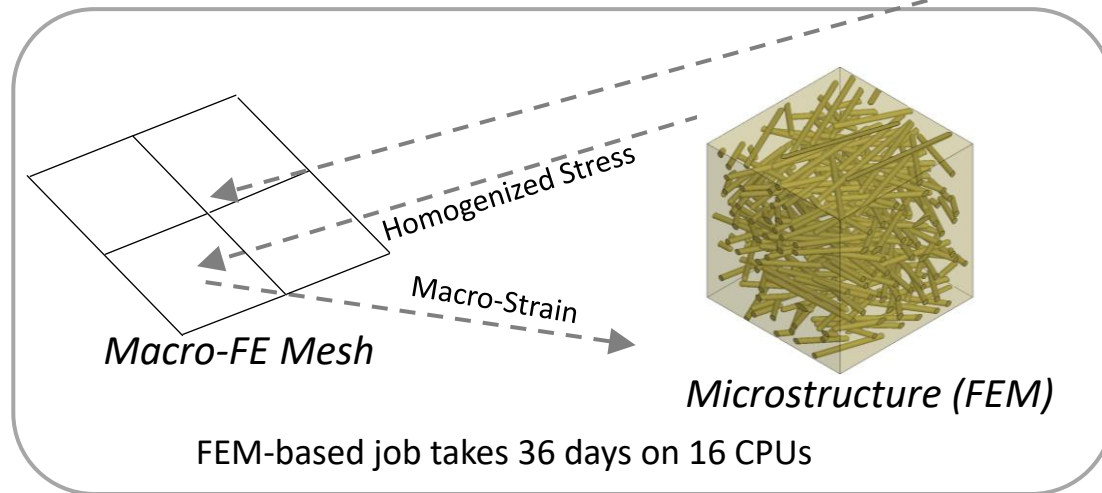 Homogenized Stress
Macro-Strain
Macro-FE Mesh
Microstructure (FEM)
FEM-based job takes 36 days on 16 CPUs